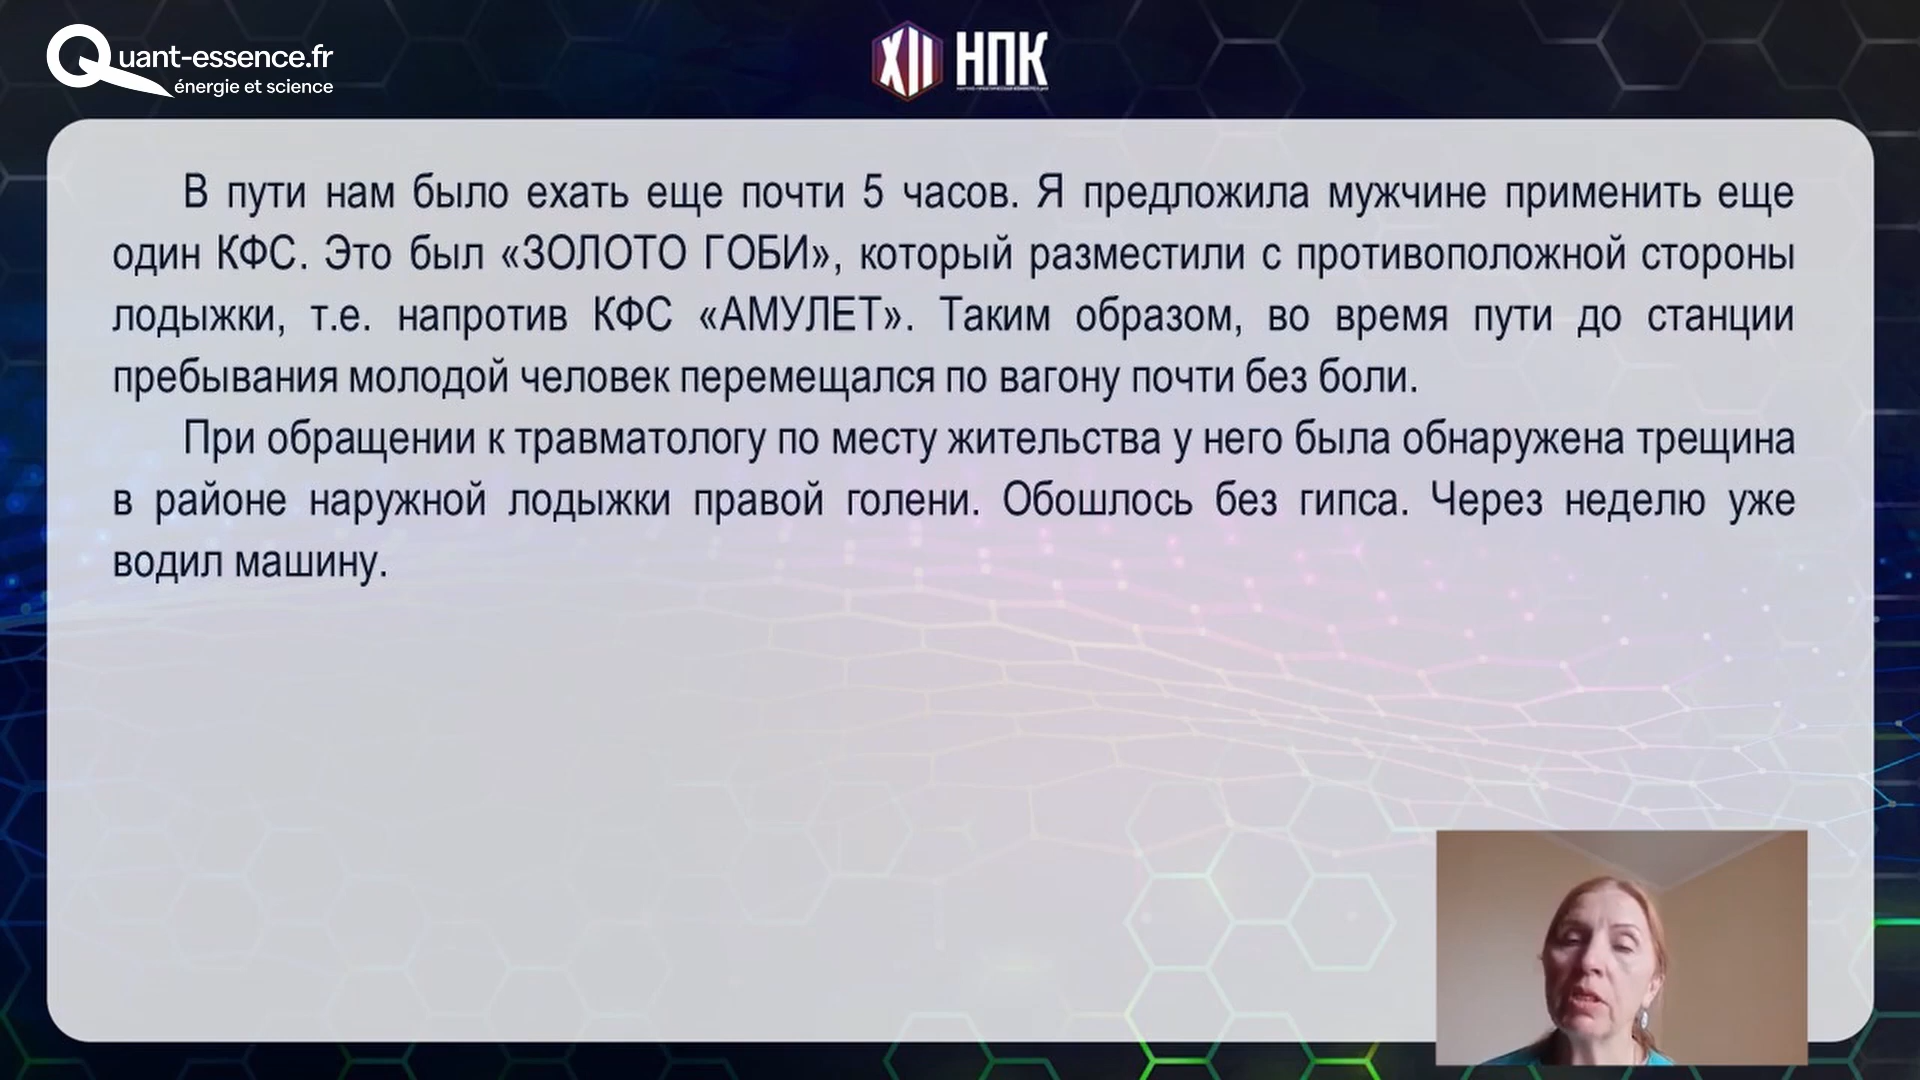 Quant-essence.fr
énergie et science
XII НПК
В пути нам было ехать еще почти 5 часов. Я предложила мужчине применить еще
один КФС. Это был «ЗОЛОТО ГОБИ», который разместили с противоположной стороны
лодыжки, т.е. напротив КФС «АМУЛЕТ». Таким образом, во время пути до станции
пребывания молодой человек перемещался по вагону почти без боли.
При обращении к травматологу по месту жительства у него была обнаружена трещина
в районе наружной лодыжки правой голени. Обошлось без гипса. Через неделю уже
водил машину.